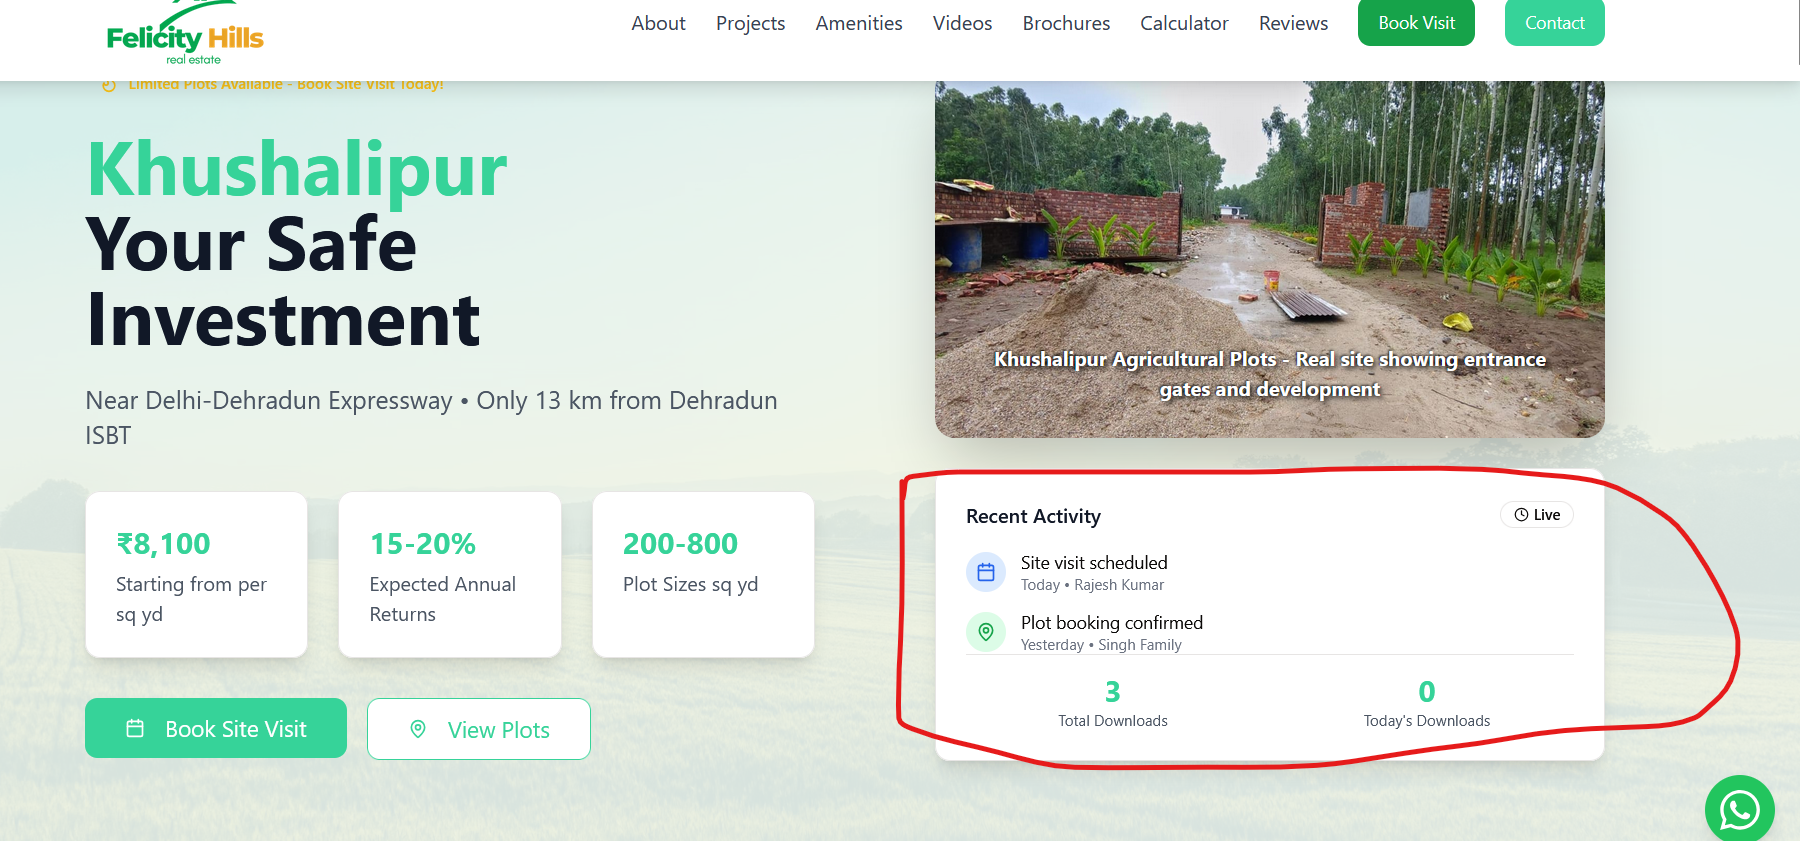 Felicity Hills
real estate
About
Projects
Amenities
Videos
Brochures
Calculator
Reviews
Book Visit
Contact
Limited Plots Available - Book Site Visit Today!
Khushalipur
Your Safe
Investment
Near Delhi-Dehradun Expressway • Only 13 km from Dehradun
ISBT
₹8,100
Starting from per
sq yd
15-20%
Expected Annual
Returns
200-800
Plot Sizes sq yd
Book Site Visit
View Plots
Khushalipur Agricultural Plots - Real site showing entrance
gates and development
Recent Activity
Live
Site visit scheduled
Today • Rajesh Kumar
Plot booking confirmed
Yesterday • Singh Family
3
Total Downloads
0
Today's Downloads